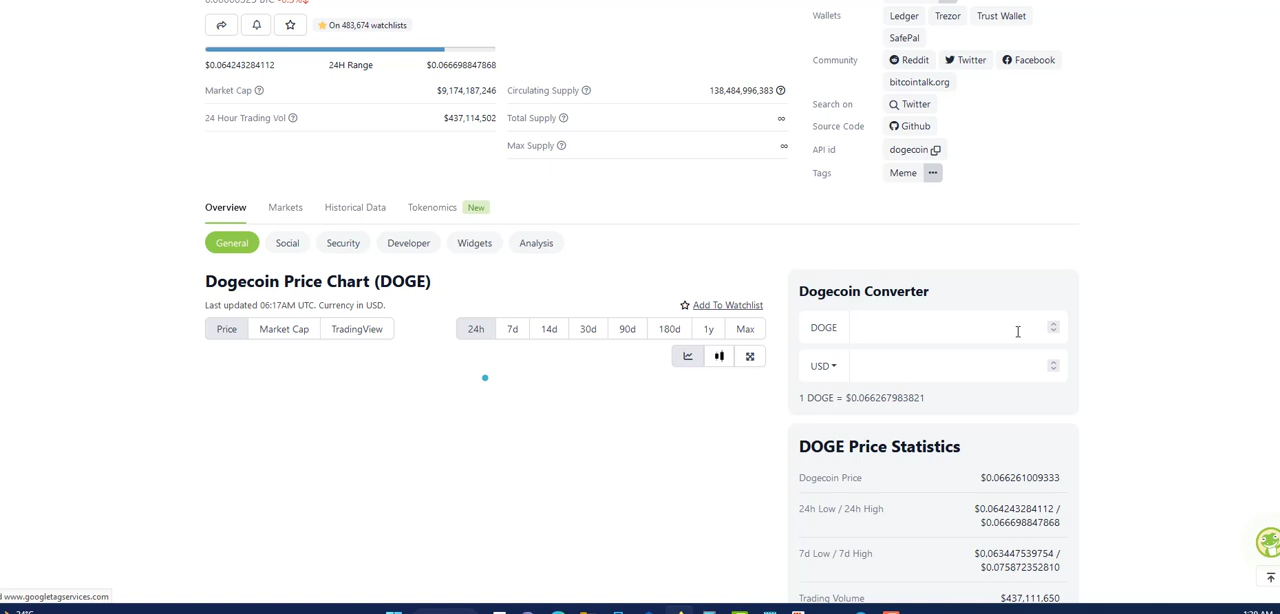 On 483,674 watchlists
$0.064243284112 24H Range $0.066698847868
Market Cap $9,174,187,246
24 Hour Trading Vol $437,114,502
Circulating Supply 138,484,996,383
Total Supply ∞
Max Supply ∞
Wallets Ledger Trezor Trust Wallet
SafePal
Community Reddit Twitter Facebook
bitcointalk.org
Search on Twitter
Source Code Github
API id dogecoin
Tags Meme •••
Overview Markets Historical Data Tokenomics New
General Social Security Developer Widgets Analysis
Dogecoin Price Chart (DOGE)
Last updated 06:17AM UTC. Currency in USD.
Add To Watchlist
Price Market Cap TradingView
24h 7d 14d 30d 90d 180d 1y Max
Dogecoin Converter
DOGE
USD
1 DOGE = $0.066267983821
DOGE Price Statistics
Dogecoin Price $0.066261009333
24h Low / 24h High $0.064243284112 /
$0.066698847868
7d Low / 7d High $0.063447539754 /
$0.075872352810
Trading Volume $437,111,650
www.googletagservices.com